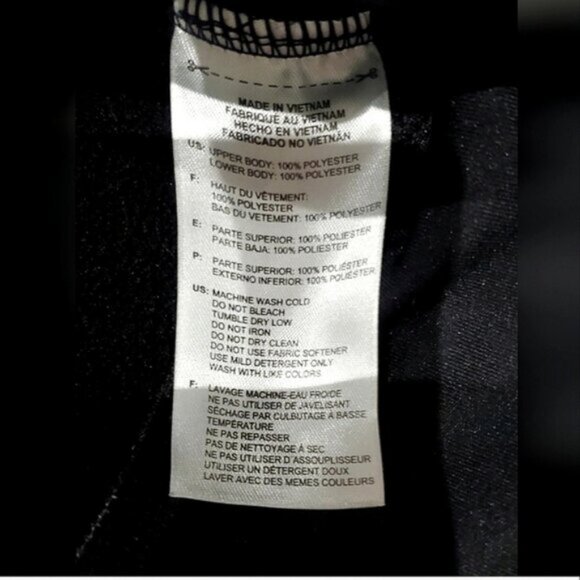 MADE IN VIETNAM
FABRIQUÉ AU VIETNAM
HECHO EN VIETNAM
FABRICADO NO VIETNÃN
US: UPPER BODY: 100% POLYESTER
LOWER BODY: 100% POLYESTER
F: HAUT DU VÊTEMENT:
100% POLYESTER
BAS DU VETEMENT: 100% POLYESTER
E: PARTE SUPERIOR: 100% POLIESTER
PARTE BAJA: 100% POLIESTER
P: PARTE SUPERIOR: 100% POLIÉSTER
EXTERNO INFERIOR: 100% POLIÉSTER
US: MACHINE WASH COLD
DO NOT BLEACH
TUMBLE DRY LOW
DO NOT IRON
DO NOT DRY CLEAN
DO NOT USE FABRIC SOFTENER
USE MILD DETERGENT ONLY
WASH WITH LIKE COLORS
F: LAVAGE MACHINE-EAU FROIDE
NE PAS UTILISER DE JAVELISANT
SÉCHAGE PAR CULBUTAGE À BASSE
TEMPÉRATURE
NE PAS REPASSER
PAS DE NETTOYAGE À SEC
NE PAS UTILISER D'ASSOUPLISSEUR
UTILISER UN DÉTERGENT DOUX
LAVER AVEC DES MEMES COULEURS